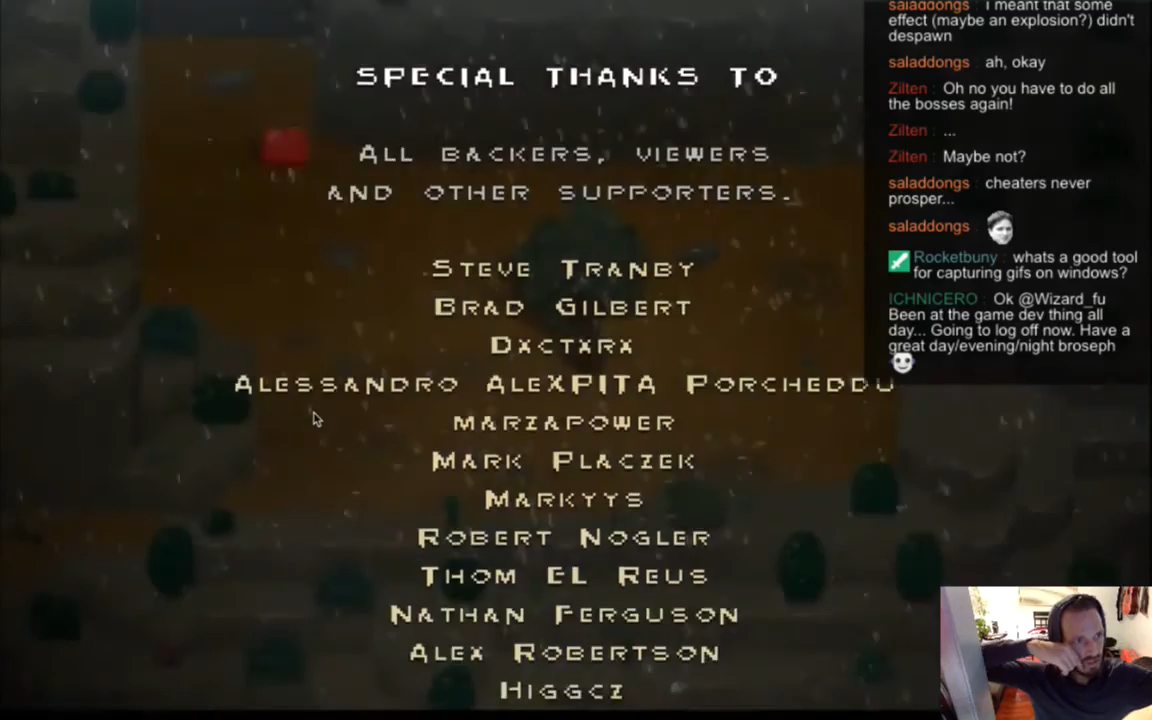 SPECIAL THANKS TO
ALL BACKERS, VIEWERS
AND OTHER SUPPORTERS.
STEVE TRANBY
BRAD GILBERT
DXCTXRX
ALESSANDRO ALEXPITA PORCHEDDU
MARZAPOWER
MARK PLACZEK
MARKYYS
ROBERT NOGLER
THOM EL REUS
NATHAN FERGUSON
ALEX ROBERTSON
HIGGCZ
saladdongs : i meant that some
effect (maybe an explosion?) didn't
despawn
saladdongs : ah, okay
Zilten : Oh no you have to do all
the bosses again!
Zilten : ...
Zilten : Maybe not?
saladdongs : cheaters never
prosper...
saladdongs :
Rocketbuny : whats a good tool
for capturing gifs on windows?
ICHNICERO : Ok @Wizard_fu
Been at the game dev thing all
day... Going to log off now. Have a
great day/evening/night broseph